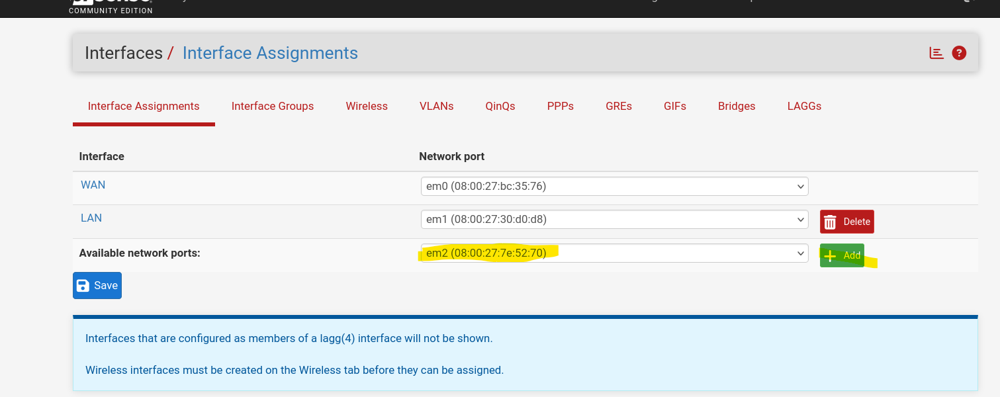 COMMUNITY EDITION
Interfaces / Interface Assignments
Interface Assignments Interface Groups Wireless VLANs QinQs PPPs GREs GIFs Bridges LAGGs
Interface Network port
WAN em0 (08:00:27:bc:35:76)
LAN em1 (08:00:27:30:d0:d8) Delete
Available network ports: em2 (08:00:27:7e:52:70) Add
Save
Interfaces that are configured as members of a lagg(4) interface will not be shown.
Wireless interfaces must be created on the Wireless tab before they can be assigned.